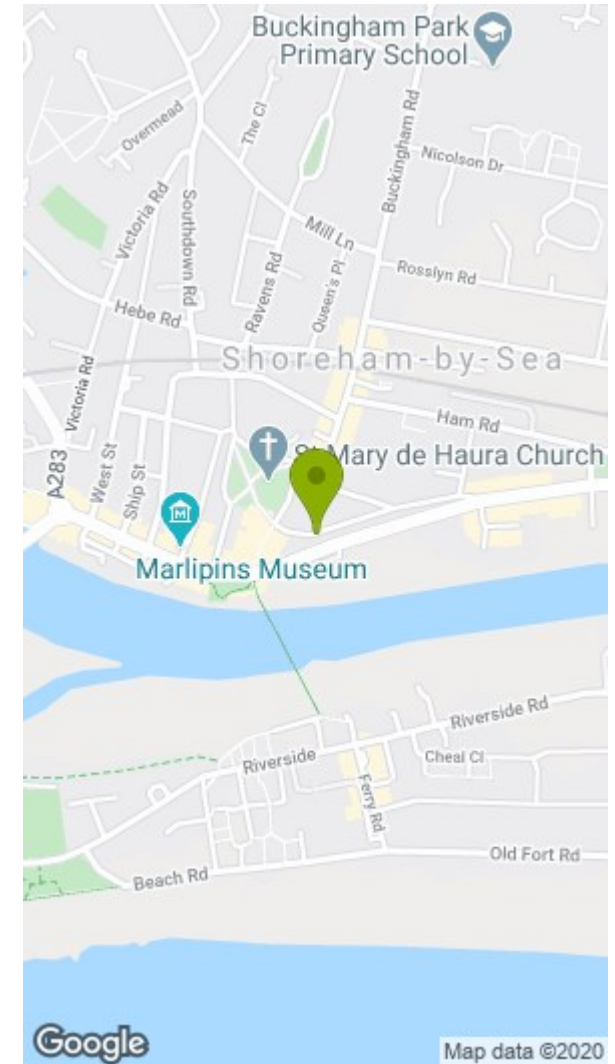 Buckingham Park
Primary School
Overmead
The Cl
Buckingham Rd
Nicolson Dr
Victoria Rd
Southdown Rd
Mill Ln
Ravens Rd
Queen's Pl
Rosslyn Rd
Hebe Rd
Shoreham-by-Sea
Victoria Rd
Ham Rd
St Mary de Haura Church
A283
West St
Ship St
M
Marlipins Museum
Riverside Rd
Riverside
Cheal Cl
Ferry Rd
Old Fort Rd
Beach Rd
Google
Map data ©2020